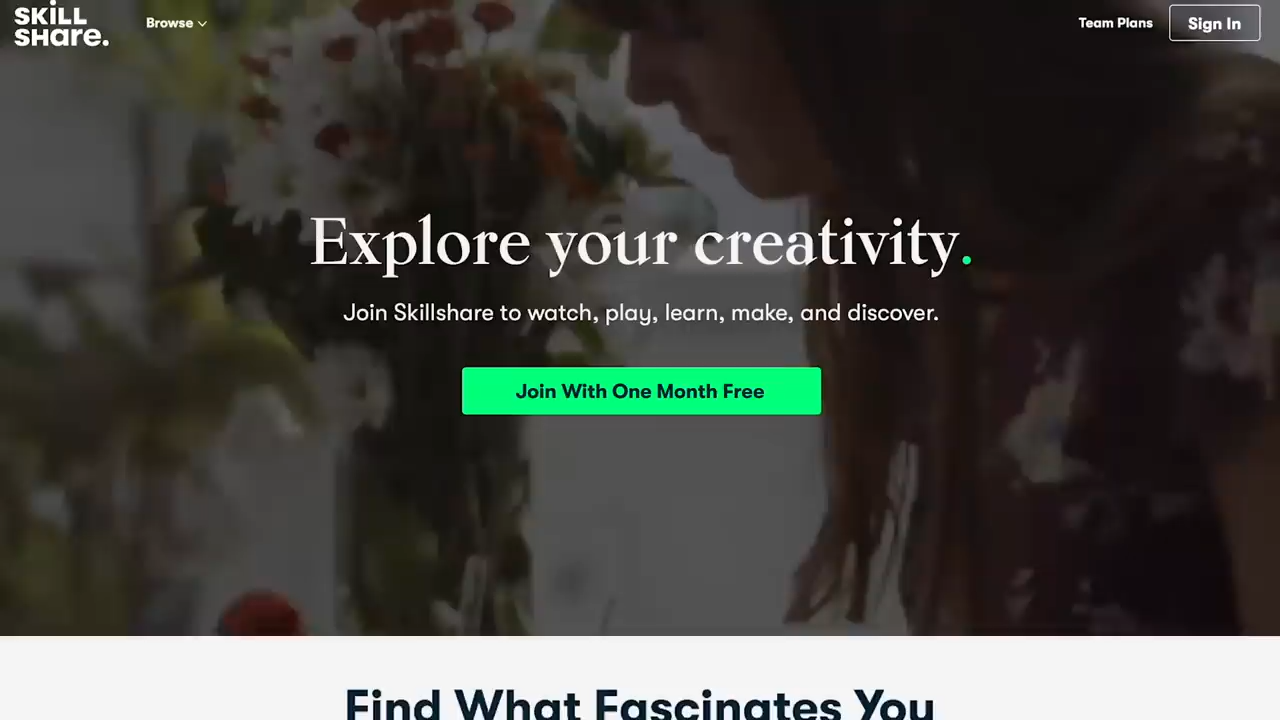 SKILL
SHare.
Browse
Team Plans
Sign In
Explore your creativity.
Join Skillshare to watch, play, learn, make, and discover.
Join With One Month Free
Find What Fascinates You